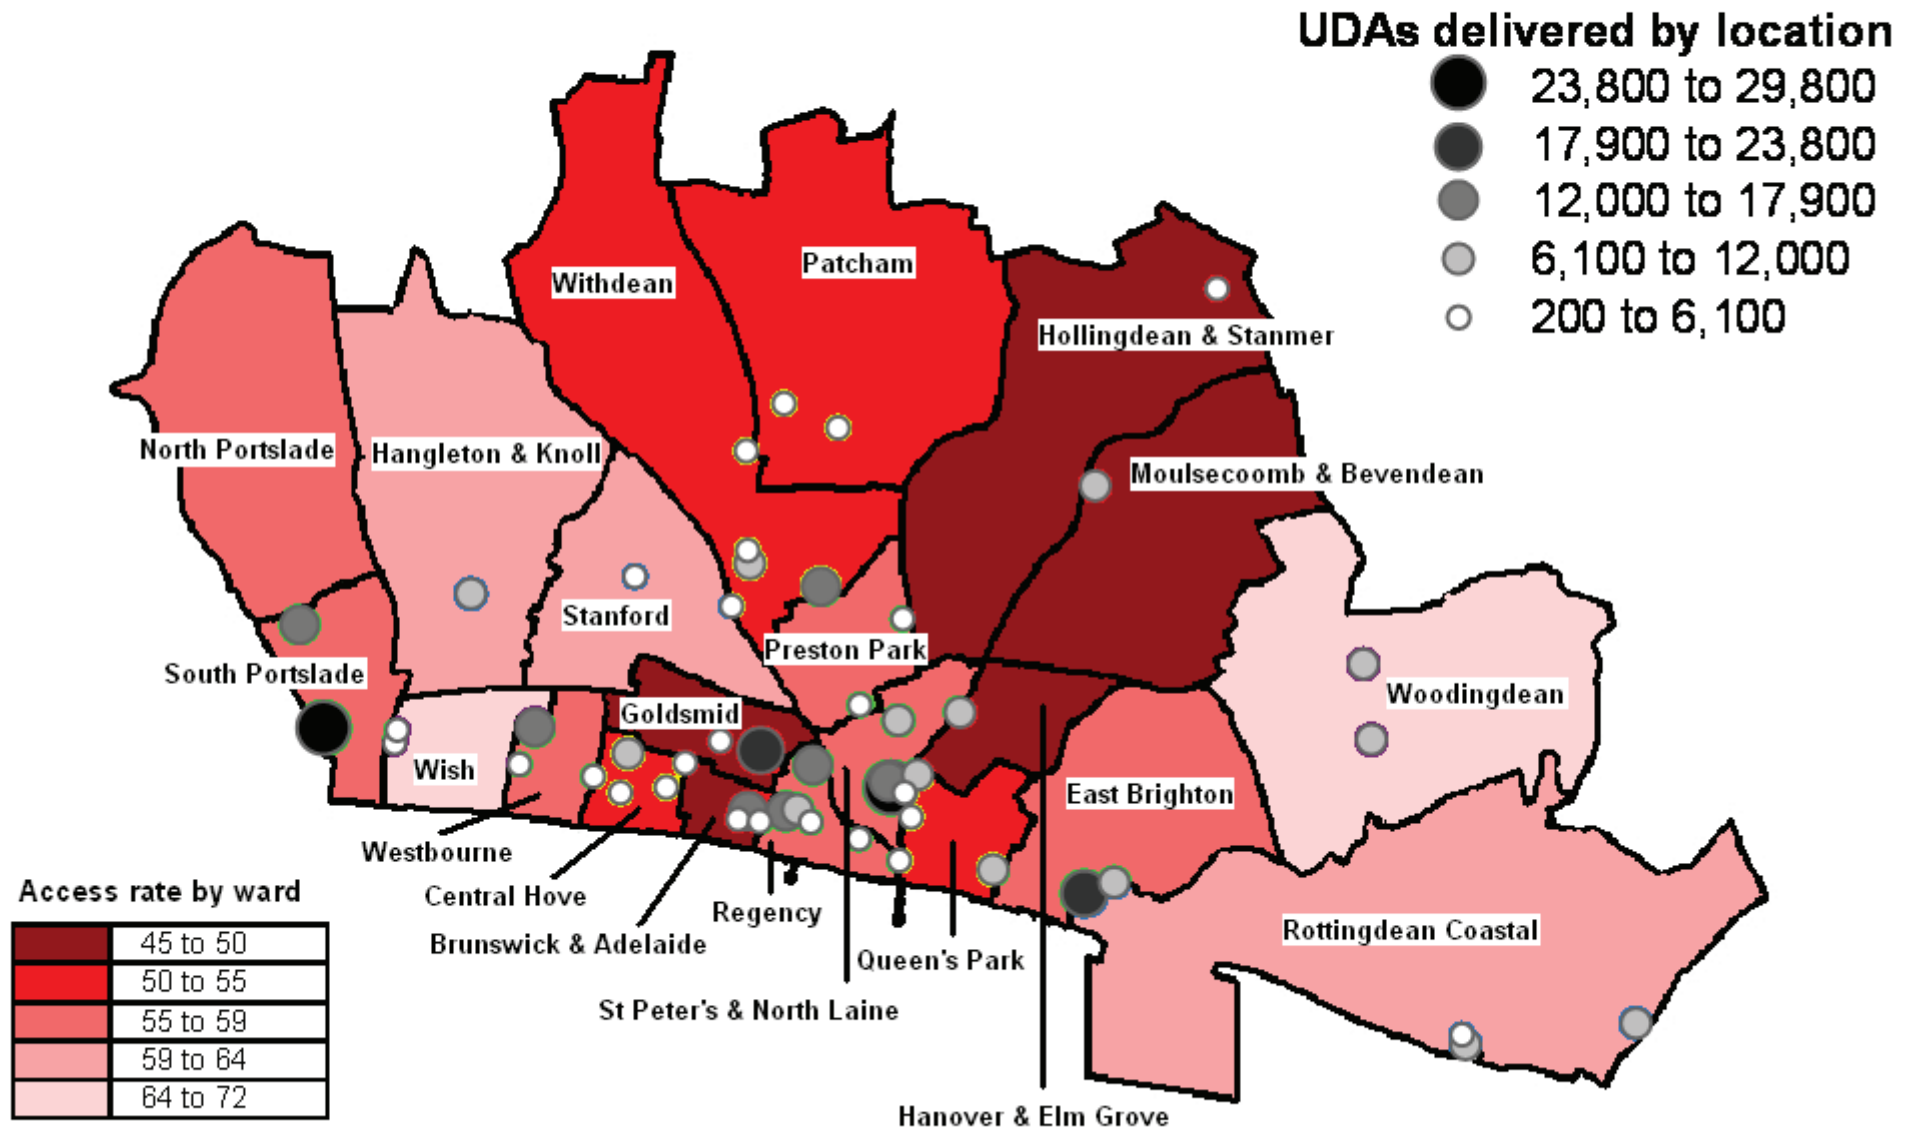 UDAs delivered by location
23,800 to 29,800
17,900 to 23,800
12,000 to 17,900
6,100 to 12,000
200 to 6,100
Patcham
Withdean
Hollingdean & Stanmer
North Portslade
Hangleton & Knoll
Moulsecoomb & Bevendean
Stanford
Preston Park
South Portslade
Woodingdean
Goldsmid
Wish
East Brighton
Westbourne
Central Hove
Regency
Rottingdean Coastal
Brunswick & Adelaide
Queen's Park
St Peter's & North Laine
Hanover & Elm Grove
Access rate by ward
45 to 50
50 to 55
55 to 59
59 to 64
64 to 72